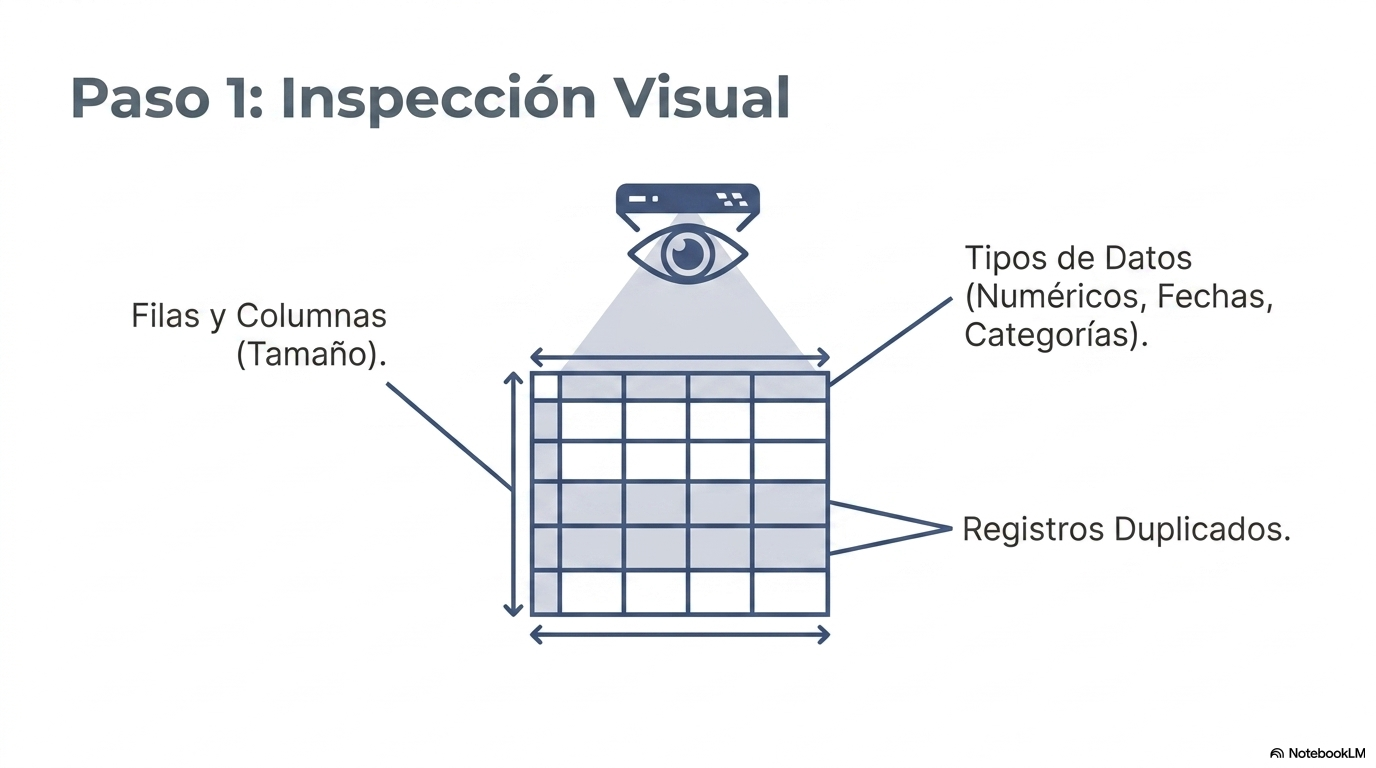 Paso 1: Inspección Visual
Filas y Columnas
(Tamaño).
Tipos de Datos
(Numéricos, Fechas,
Categorías).
Registros Duplicados.
NotebookLM